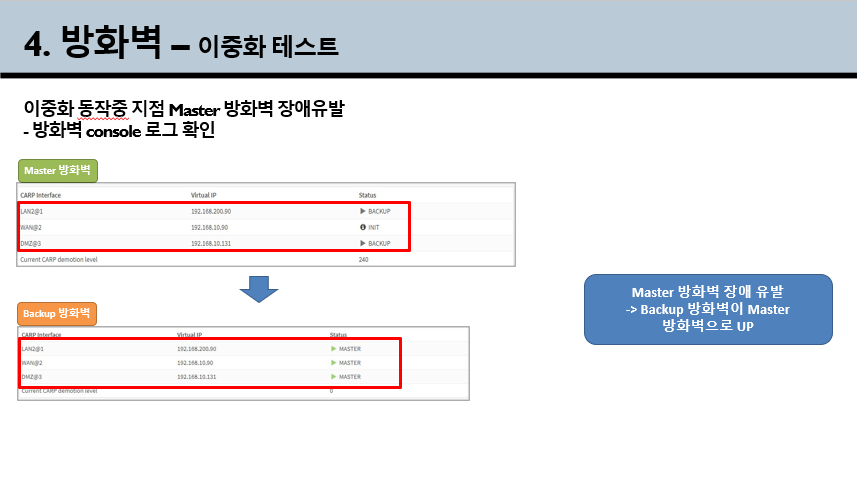 4. 방화벽 – 이중화 테스트
이중화 동작중 지점 Master 방화벽 장애유발
- 방화벽 console 로그 확인
Master 방화벽
CARP Interface Virtual IP Status
LAN2@1 192.168.200.90 BACKUP
WAN@2 192.168.10.90 INIT
DMZ@3 192.168.10.131 BACKUP
Current CARP demotion level 240
Backup 방화벽
CARP Interface Virtual IP Status
LAN2@1 192.168.200.90 MASTER
WAN@2 192.168.10.90 MASTER
DMZ@3 192.168.10.131 MASTER
Current CARP demotion level 0
Master 방화벽 장애 유발
-> Backup 방화벽이 Master
방화벽으로 UP